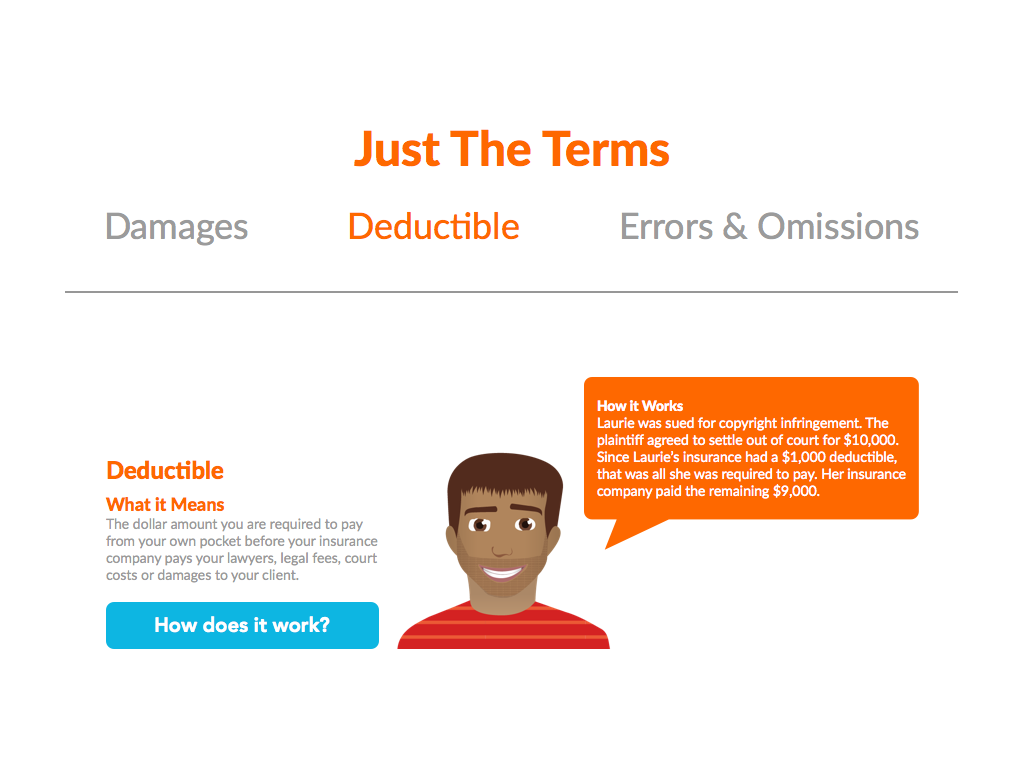 Just The Terms
Damages
Deductible
Errors & Omissions
Deductible
What it Means
The dollar amount you are required to pay
from your own pocket before your insurance
company pays your lawyers, legal fees, court
costs or damages to your client.
How does it work?
How it Works
Laurie was sued for copyright infringement. The
plaintiff agreed to settle out of court for $10,000.
Since Laurie's insurance had a $1,000 deductible,
that was all she was required to pay. Her insurance
company paid the remaining $9,000.